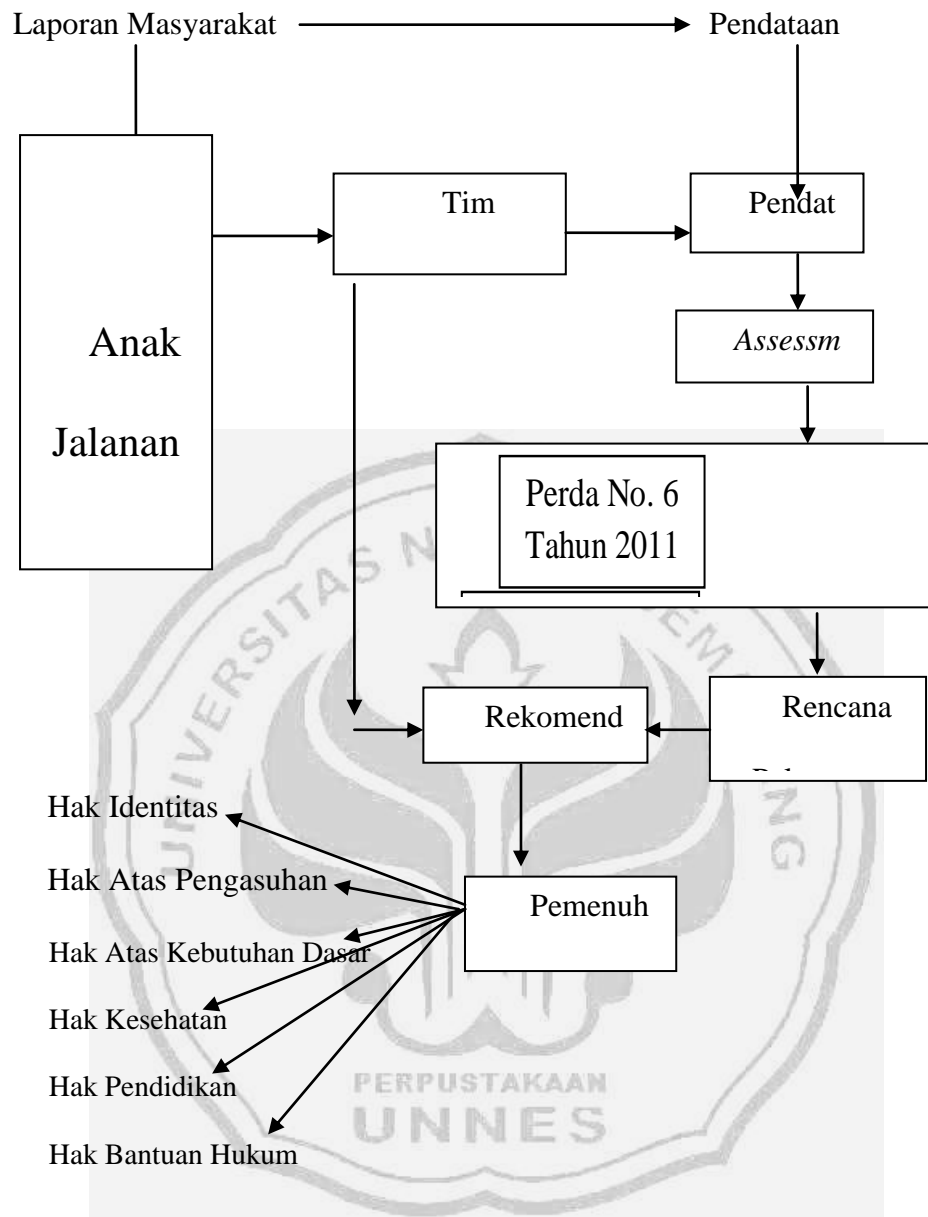 Laporan Masyarakat
Pendataan
Tim
Pendat
Anak
Jalanan
Assessm
Perda No. 6
Tahun 2011
Rekomend
Rencana
Hak Identitas
Hak Atas Pengasuhan
Pemenuh
Hak Atas Kebutuhan Dasar
Hak Kesehatan
Hak Pendidikan
Hak Bantuan Hukum
PERPUSTAKAAN
UNNES